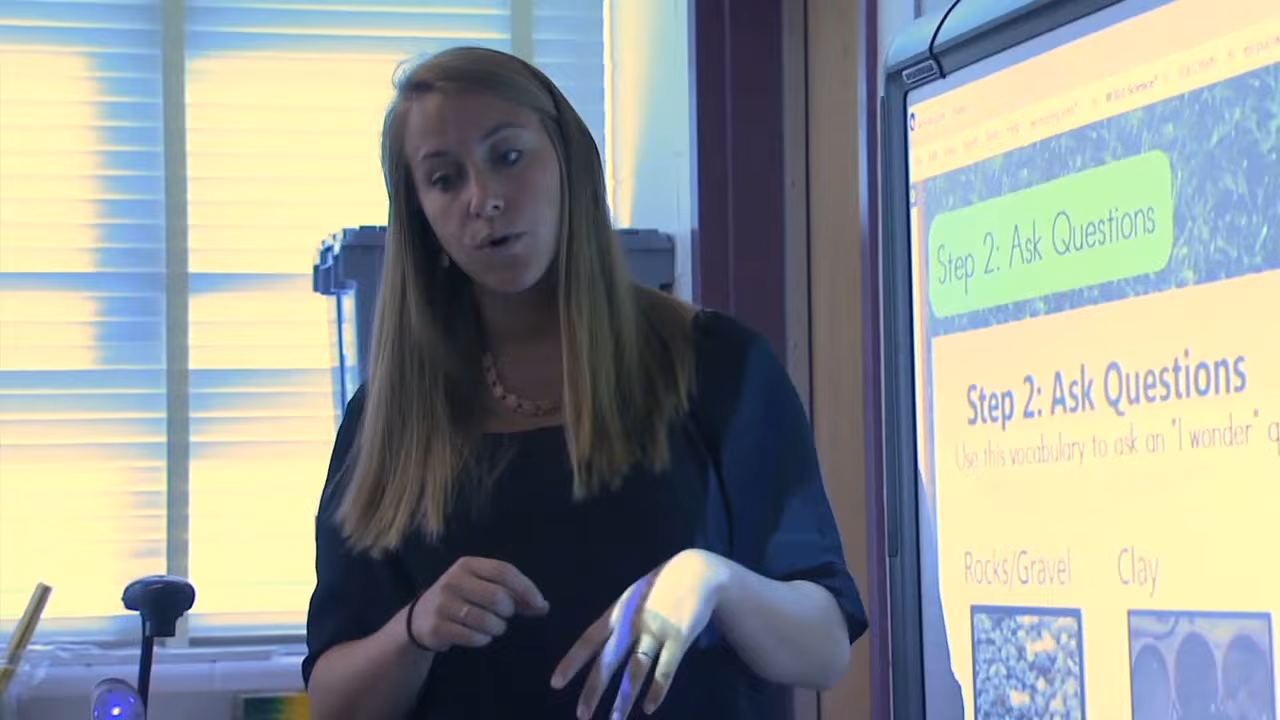 Step 2: Ask Questions
Step 2: Ask Questions
Use this vocabulary to ask an "I wonder"
Rocks/Gravel
Clay